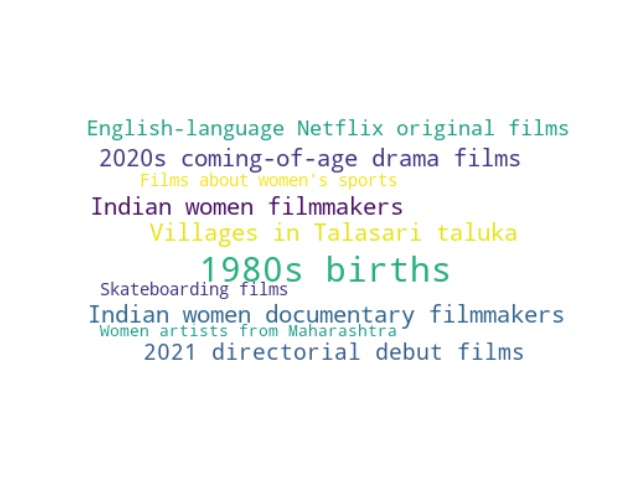 English-language Netflix original films
2020s coming-of-age drama films
Films about women's sports
Indian women filmmakers
Villages in Talasari taluka
1980s births
Skateboarding films
Indian women documentary filmmakers
Women artists from Maharashtra
2021 directorial debut films